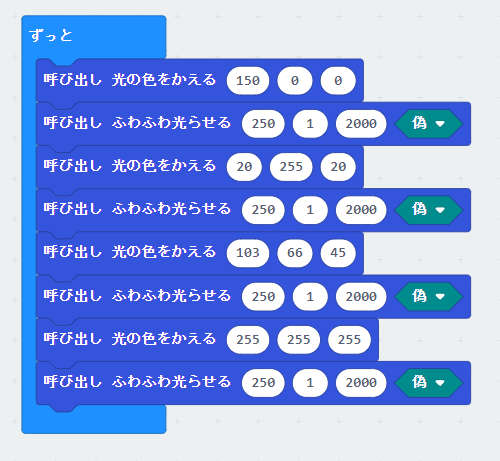 ずっと
呼び出し 光の色をかえる 150 0 0
呼び出し ふわふわ光らせる 250 1 2000 偽
呼び出し 光の色をかえる 20 255 20
呼び出し ふわふわ光らせる 250 1 2000 偽
呼び出し 光の色をかえる 103 66 45
呼び出し ふわふわ光らせる 250 1 2000 偽
呼び出し 光の色をかえる 255 255 255
呼び出し ふわふわ光らせる 250 1 2000 偽